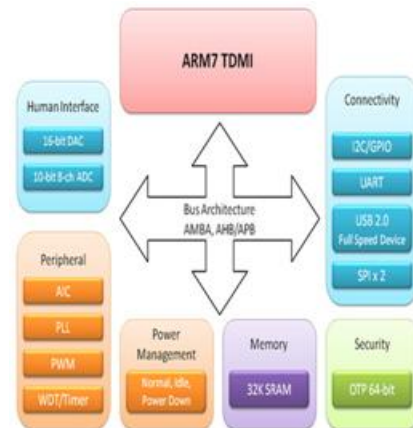 ARM7 TDMI
Human Interface
16-bit DAC
10-bit 8-ch ADC
Connectivity
I2C/GPIO
UART
USB 2.0
Full Speed Device
SPI x 2
Bus Architecture
AMBA, AHB/APB
Peripheral
AIC
PLL
PWM
WDT/Timer
Power
Management
Normal, Idle,
Power Down
Memory
32K SRAM
Security
OTP 64-bit